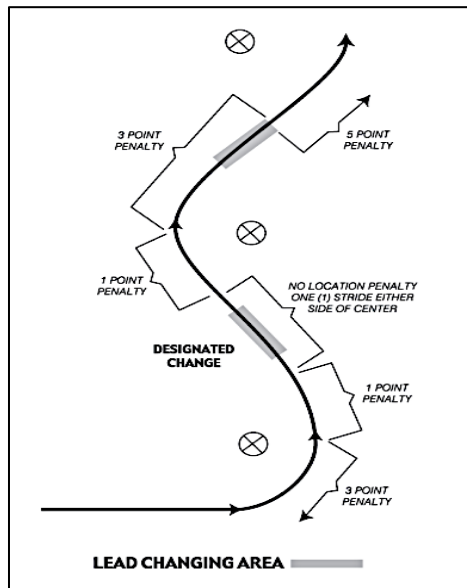 3 POINT
PENALTY
5 POINT
PENALTY
1 POINT
PENALTY
NO LOCATION PENALTY
ONE (1) STRIDE EITHER
SIDE OF CENTER
DESIGNATED
CHANGE
1 POINT
PENALTY
3 POINT
PENALTY
LEAD CHANGING AREA